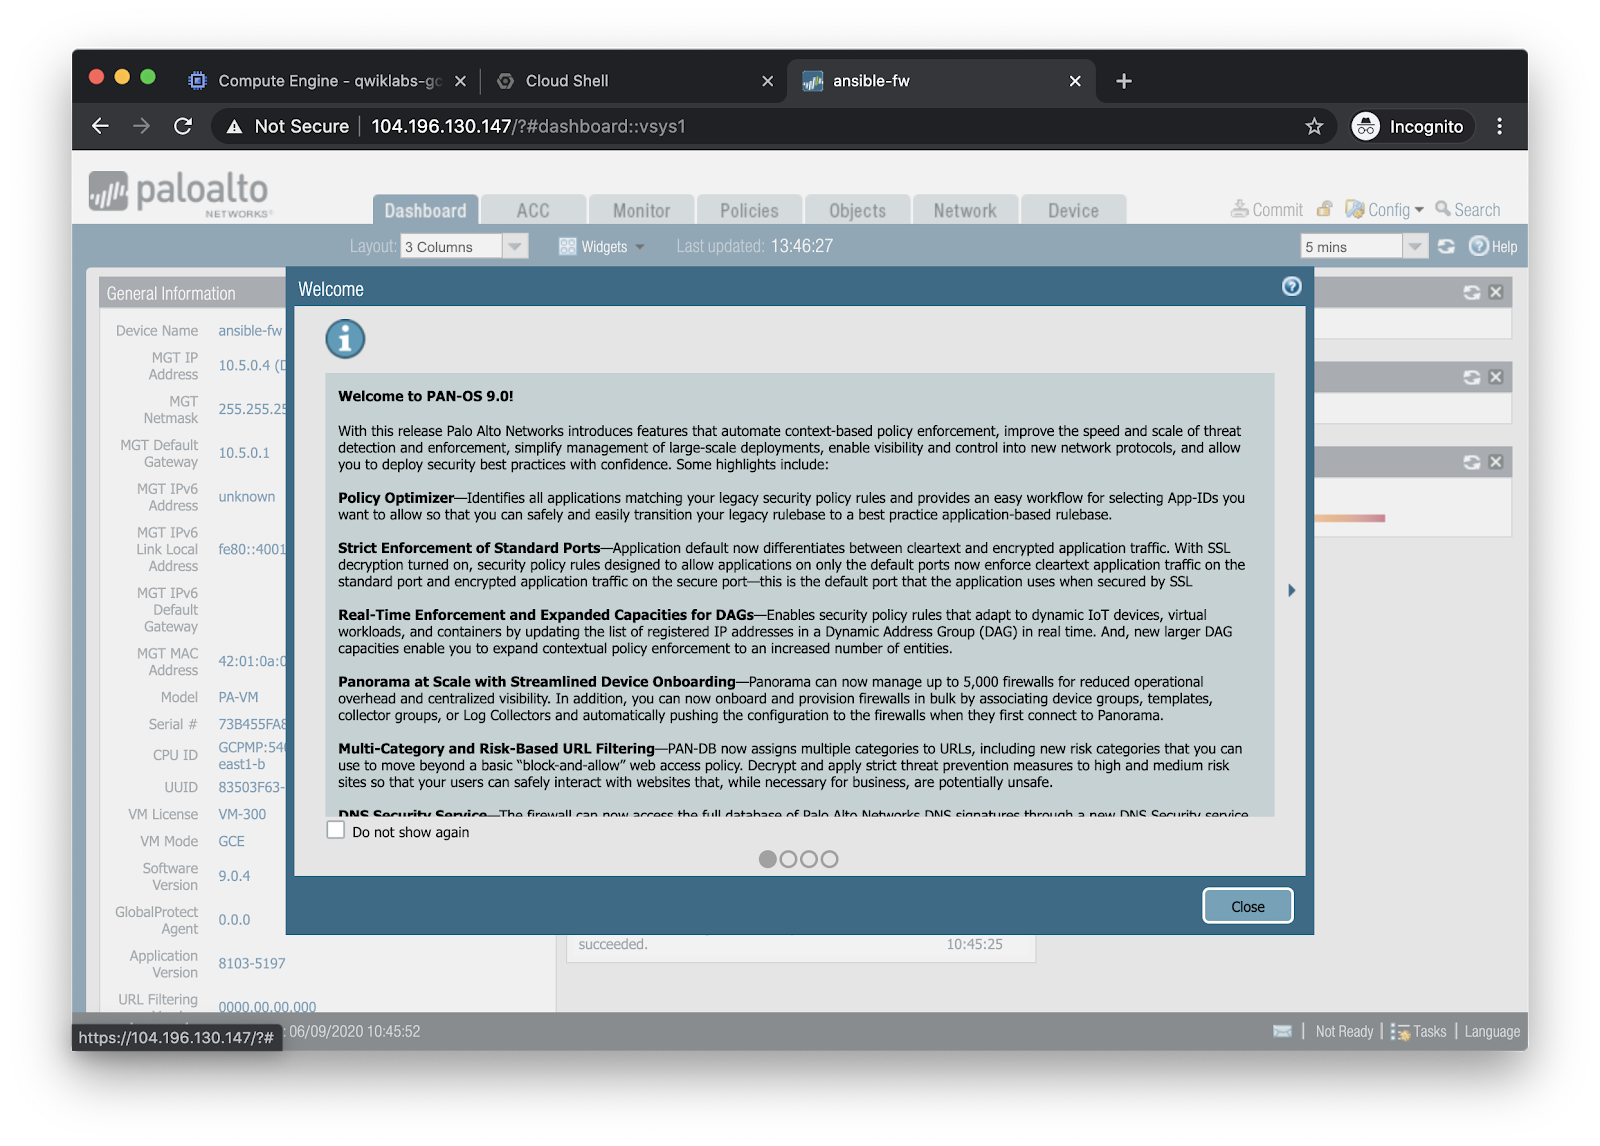 Compute Engine - qwiklabs-gc
Cloud Shell
ansible-fw
Not Secure
104.196.130.147/?#dashboard::vsys1
Incognito
paloalto
NETWORKS
Dashboard
ACC
Monitor
Policies
Objects
Network
Device
Commit
Config
Search
Layout:
3 Columns
Widgets
Last updated: 13:46:27
5 mins
Help
General Information
Device Name ansible-fw
MGT IP
Address
10.5.0.4 (D
MGT
Netmask
255.255.25
MGT Default
Gateway
10.5.0.1
MGT IPv6
Address
unknown
MGT IPv6
Link Local
Address
fe80::4001
MGT IPv6
Default
Gateway
MGT MAC
Address
42:01:0a:0
Model PA-VM
Serial # 73B455FA8
CPU ID
GCPMP:540
east1-b
UUID 83503F63-
VM License VM-300
VM Mode GCE
Software
Version
9.0.4
GlobalProtect
Agent
0.0.0
Application
Version
8103-5197
URL Filtering
0000.00.00.000
Welcome
Welcome to PAN-OS 9.0!
With this release Palo Alto Networks introduces features that automate context-based policy enforcement, improve the speed and scale of threat
detection and enforcement, simplify management of large-scale deployments, enable visibility and control into new network protocols, and allow
you to deploy security best practices with confidence. Some highlights include:
Policy Optimizer—Identifies all applications matching your legacy security policy rules and provides an easy workflow for selecting App-IDs you
want to allow so that you can safely and easily transition your legacy rulebase to a best practice application-based rulebase.
Strict Enforcement of Standard Ports—Application default now differentiates between cleartext and encrypted application traffic. With SSL
decryption turned on, security policy rules designed to allow applications on only the default ports now enforce cleartext application traffic on the
standard port and encrypted application traffic on the secure port—this is the default port that the application uses when secured by SSL
Real-Time Enforcement and Expanded Capacities for DAGs—Enables security policy rules that adapt to dynamic IoT devices, virtual
workloads, and containers by updating the list of registered IP addresses in a Dynamic Address Group (DAG) in real time. And, new larger DAG
capacities enable you to expand contextual policy enforcement to an increased number of entities.
Panorama at Scale with Streamlined Device Onboarding—Panorama can now manage up to 5,000 firewalls for reduced operational
overhead and centralized visibility. In addition, you can now onboard and provision firewalls in bulk by associating device groups, templates,
collector groups, or Log Collectors and automatically pushing the configuration to the firewalls when they first connect to Panorama.
Multi-Category and Risk-Based URL Filtering—PAN-DB now assigns multiple categories to URLs, including new risk categories that you can
use to move beyond a basic “block-and-allow” web access policy. Decrypt and apply strict threat prevention measures to high and medium risk
sites so that your users can safely interact with websites that, while necessary for business, are potentially unsafe.
DNS Security Service—The firewall can now access the full database of Palo Alto Networks DNS signatures through a new DNS Security service
Do not show again
Close
succeeded.
10:45:25
https://104.196.130.147/?#
: 06/09/2020 10:45:52
Not Ready
Tasks
Language